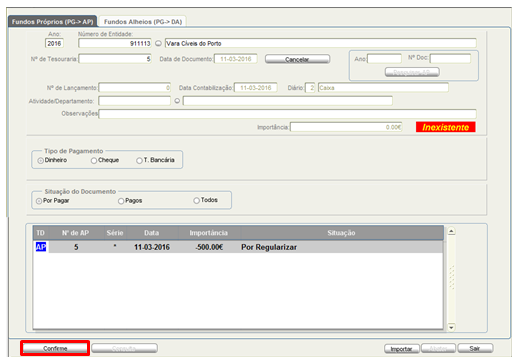 Fundos Próprios (PG-> AP) Fundos Alheios (PG-> DA)
Ano: Número de Entidade:
2016 911113 Vara Cíveis do Porto
Nº de Tesouraria: 5 Data de Documento: 11-03-2016 Cancelar Ano: Nº Doc:
Nº de Lançamento: 0 Data Contabilização: 11-03-2016 Diário: 2 Caixa
Atividade/Departamento:
Observações
Importância: 0.00€ Inexistente
Tipo de Pagamento
Dinheiro Cheque T. Bancária
Situação do Documento
Por Pagar Pagos Todos
TD Nº de AP Série Data Importância Situação
AP 5 * 11-03-2016 -500.00€ Por Regularizar
Confirme Consulta Importar Sair